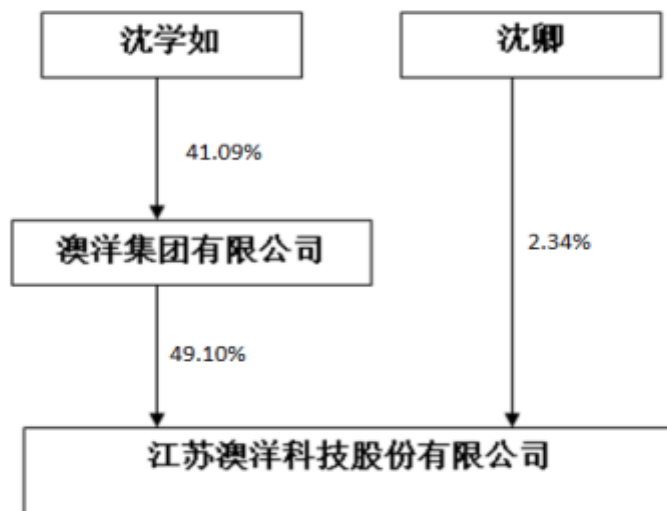 沈学如
沈卿
41.09%
澳洋集团有限公司
2.34%
49.10%
江苏澳洋科技股份有限公司